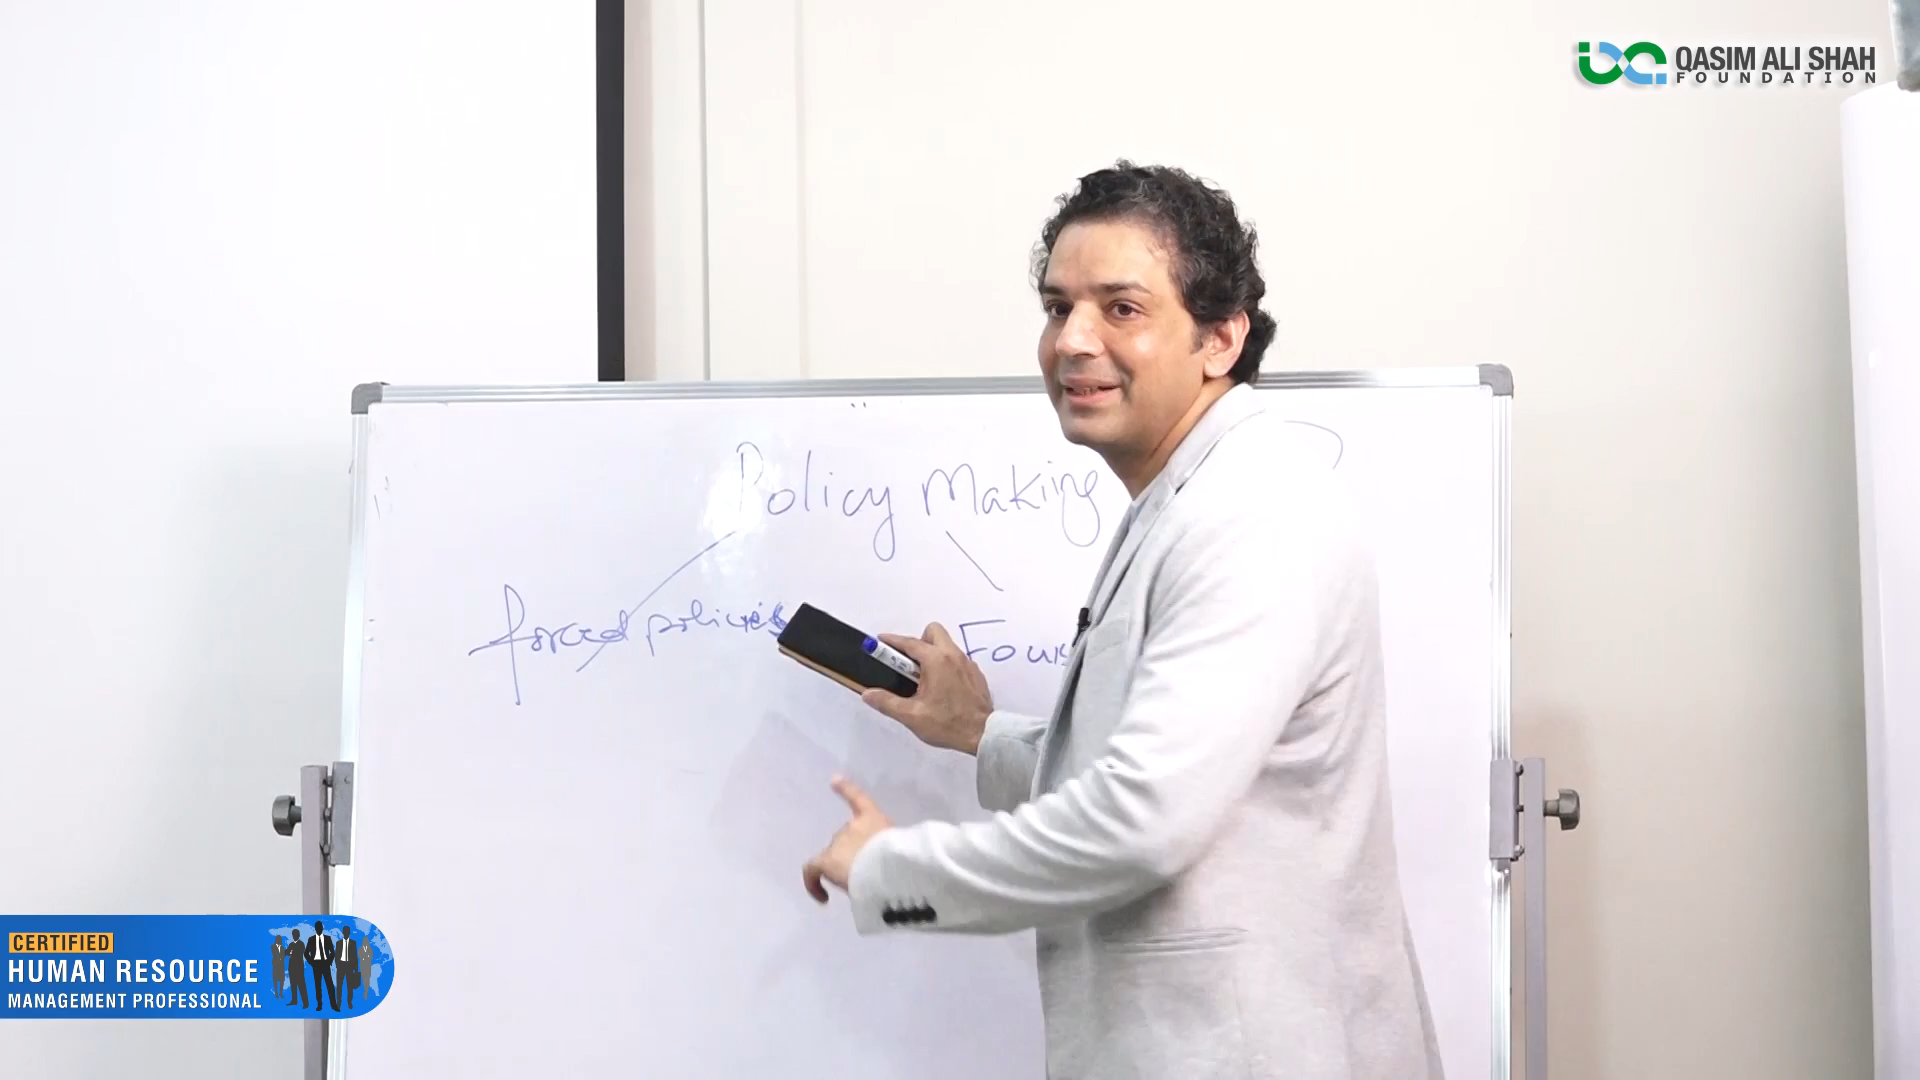 QASIM ALI SHAH
FOUNDATION
Policy Making
forced policies
CERTIFIED
HUMAN RESOURCE
MANAGEMENT PROFESSIONAL